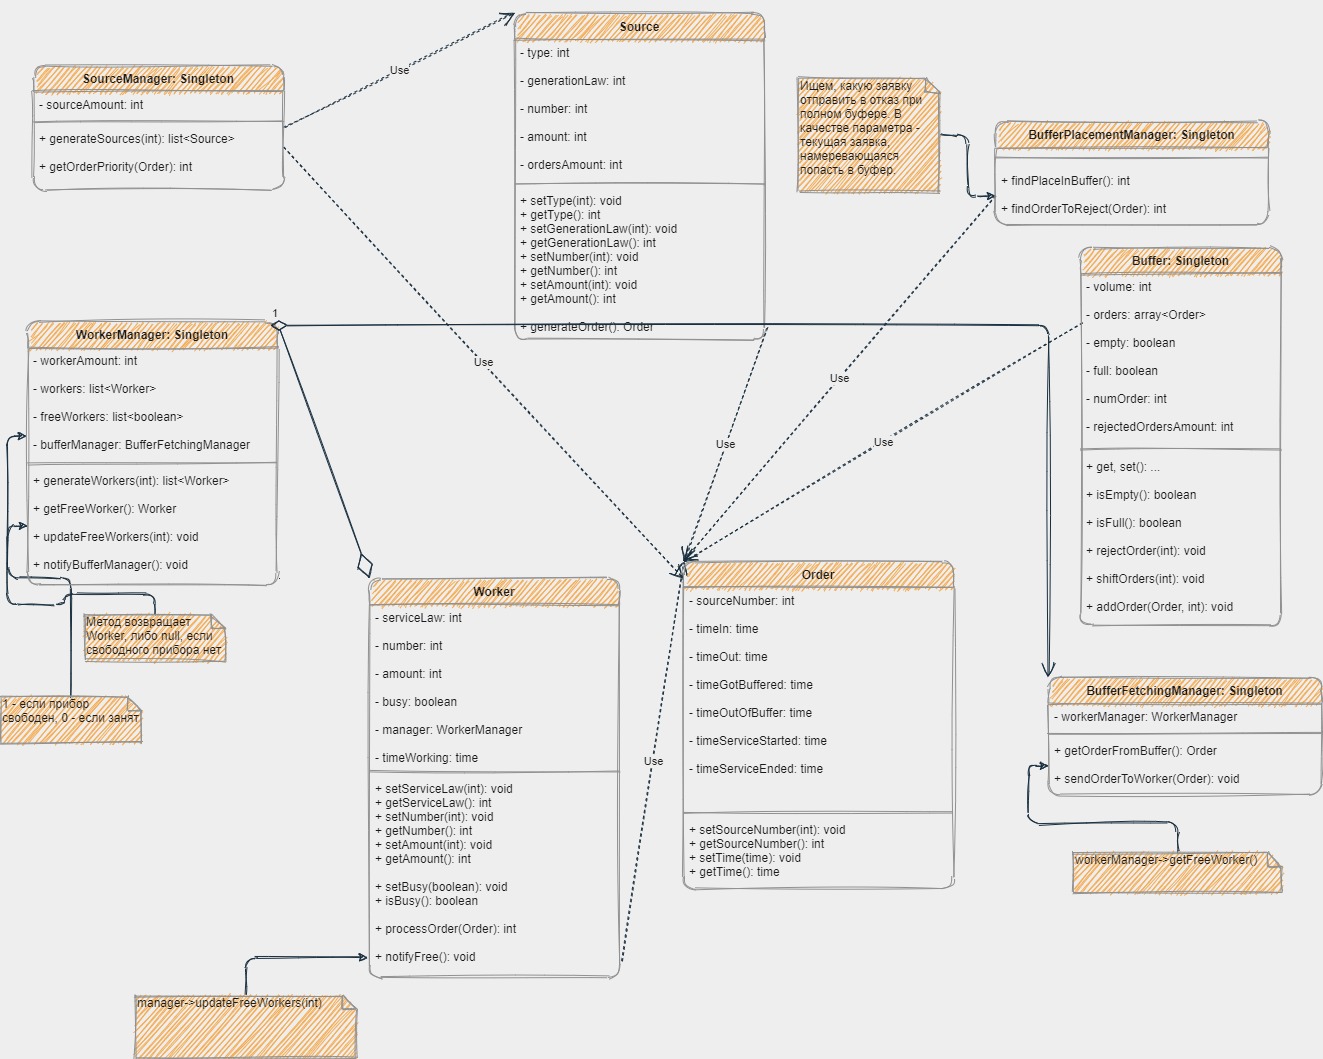 SourceManager: Singleton
- sourceAmount: int
+ generateSources(int): list<Source>
+ getOrderPriority(Order): int
Use
Source
- type: int
- generationLaw: int
- number: int
- amount: int
- ordersAmount: int
+ setType(int): void
+ getType(): int
+ setGenerationLaw(int): void
+ getGenerationLaw(): int
+ setNumber(int): void
+ getNumber(): int
+ setAmount(int): void
+ getAmount(): int
+ generateOrder(): Order
Ищем, какую заявку
отправить в отказ при
полном буфере. В
качестве параметра -
текущая заявка,
намеревающаяся
попасть в буфер.
BufferPlacementManager: Singleton
+ findPlaceInBuffer(): int
+ findOrderToReject(Order): int
Buffer: Singleton
- volume: int
- orders: array<Order>
- empty: boolean
- full: boolean
- numOrder: int
- rejectedOrdersAmount: int
+ get, set(): ...
+ isEmpty(): boolean
+ isFull(): boolean
+ rejectOrder(int): void
+ shiftOrders(int): void
+ addOrder(Order, int): void
1
WorkerManager: Singleton
- workerAmount: int
- workers: list<Worker>
- freeWorkers: list<boolean>
- bufferManager: BufferFetchingManager
+ generateWorkers(int): list<Worker>
+ getFreeWorker(): Worker
+ updateFreeWorkers(int): void
+ notifyBufferManager(): void
Use
Use
Use
Use
Метод возвращает
Worker, либо null, если
свободного прибора нет
1 - если прибор
свободен, 0 - если занят
Worker
- serviceLaw: int
- number: int
- amount: int
- busy: boolean
- manager: WorkerManager
- timeWorking: time
+ setServiceLaw(int): void
+ getServiceLaw(): int
+ setNumber(int): void
+ getNumber(): int
+ setAmount(int): void
+ getAmount(): int
+ setBusy(boolean): void
+ isBusy(): boolean
+ processOrder(Order): int
+ notifyFree(): void
Use
Order
- sourceNumber: int
- timeIn: time
- timeOut: time
- timeGotBuffered: time
- timeOutOfBuffer: time
- timeServiceStarted: time
- timeServiceEnded: time
+ setSourceNumber(int): void
+ getSourceNumber(): int
+ setTime(time): void
+ getTime(): time
BufferFetchingManager: Singleton
- workerManager: WorkerManager
+ getOrderFromBuffer(): Order
+ sendOrderToWorker(Order): void
workerManager->getFreeWorker()
manager->updateFreeWorkers(int)